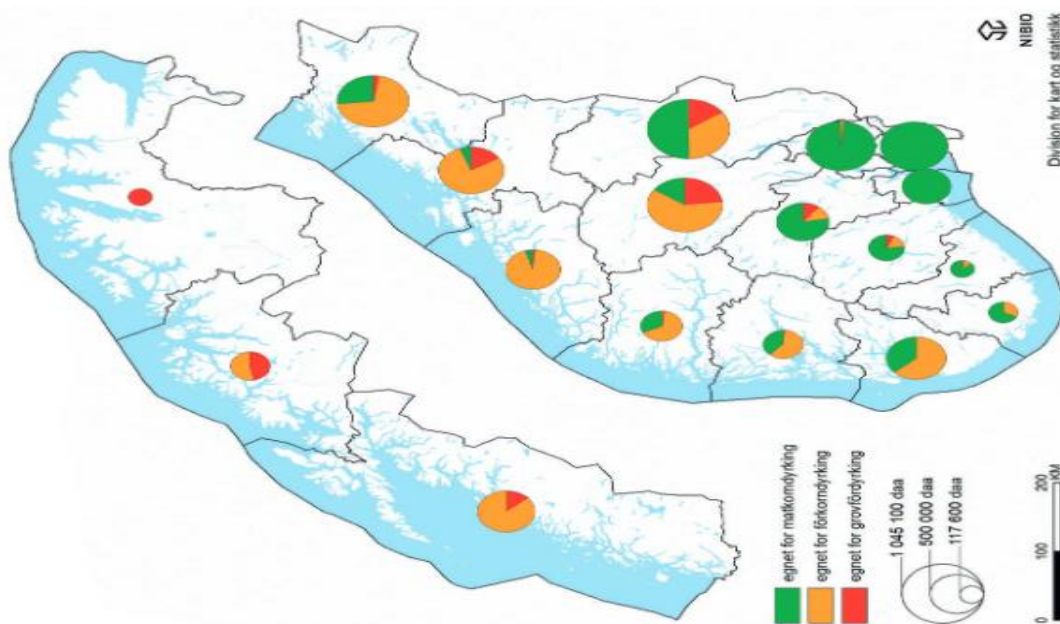 egnet for matkorndyrking
egnet for fôrkorndyrking
egnet for grovfôrdyrking
1 045 100 daa
500 000 daa
117 600 daa
0 100 200
KM
NIBIO
Division for kart og statistikk